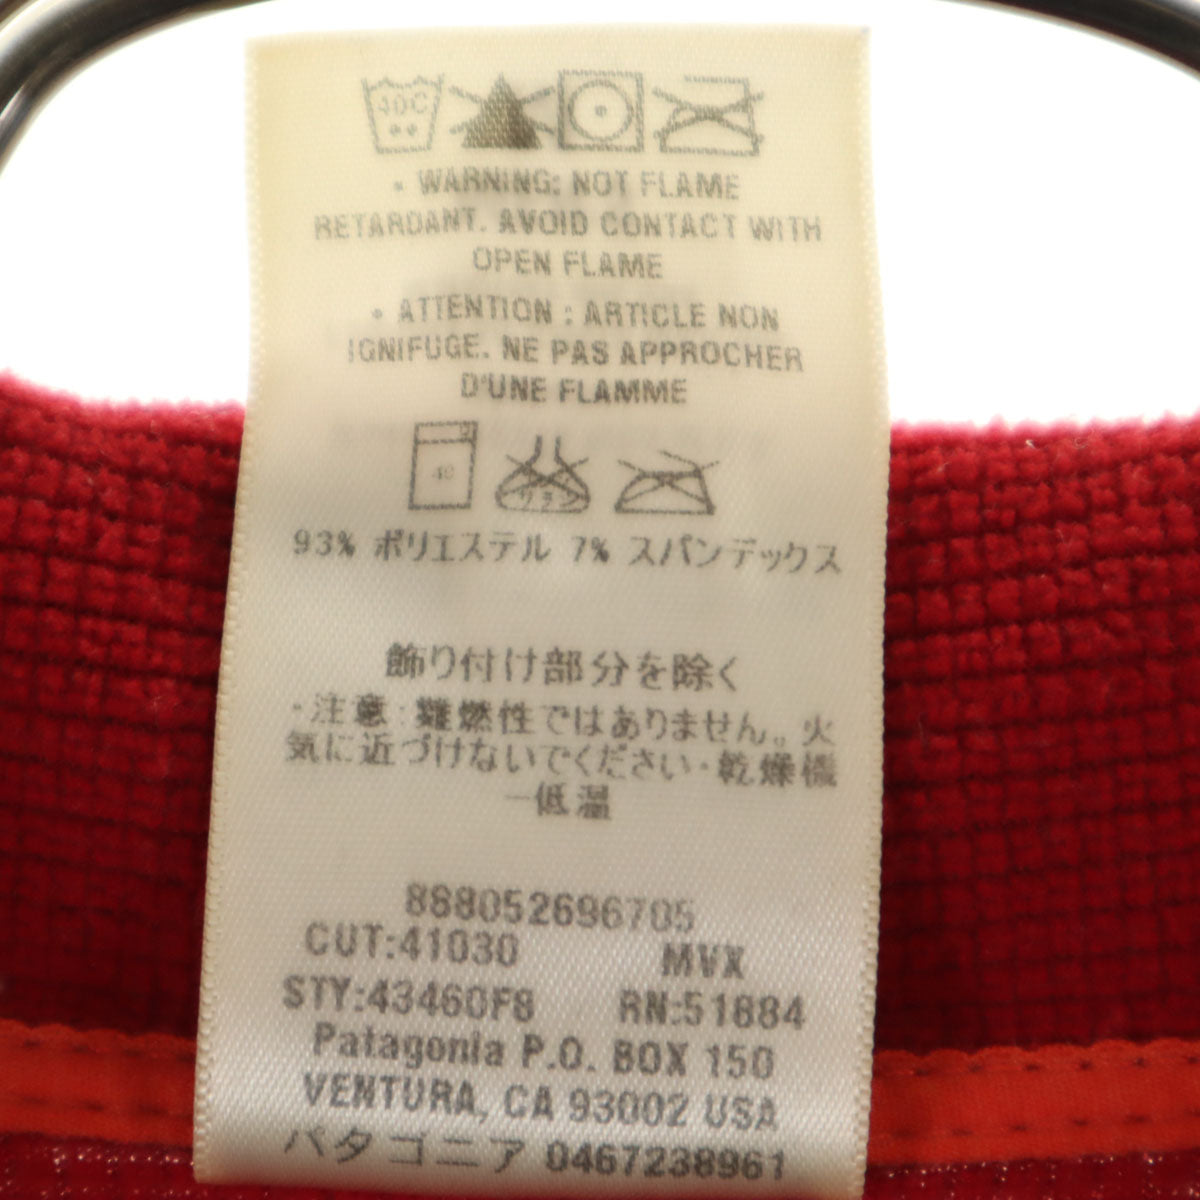 40C
• WARNING: NOT FLAME
RETARDANT. AVOID CONTACT WITH
OPEN FLAME
• ATTENTION : ARTICLE NON
IGNIFUGE. NE PAS APPROCHER
D'UNE FLAMME
40
サラシ
93% ポリエステル 7% スパンデックス
飾り付け部分を除く
・注意：難燃性ではありません。火
気に近づけないでください・乾燥機
－低温
888052696705
CUT:41030 MVX
STY:43460F8 RN:51884
Patagonia P.O. BOX 150
VENTURA, CA 93002 USA
パタゴニア 0467238961